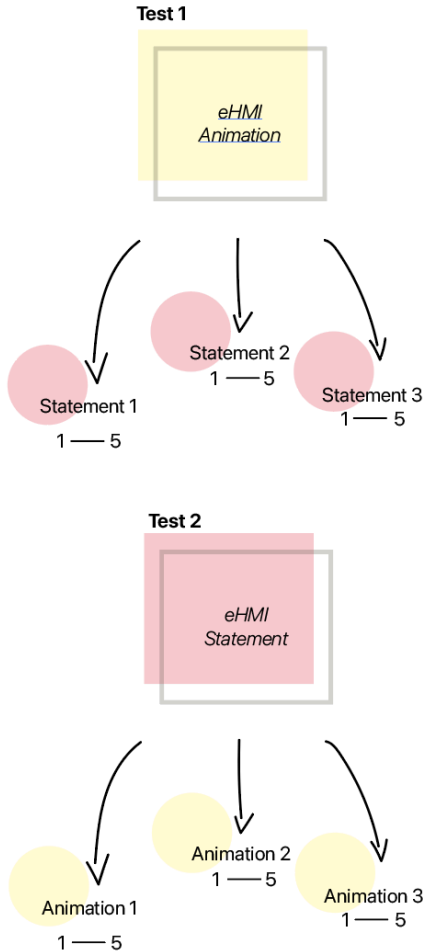 Test 1
eHMI
Animation
Statement 1
1 — 5
Statement 2
1 — 5
Statement 3
1 — 5
Test 2
eHMI
Statement
Animation 1
1 — 5
Animation 2
1 — 5
Animation 3
1 — 5